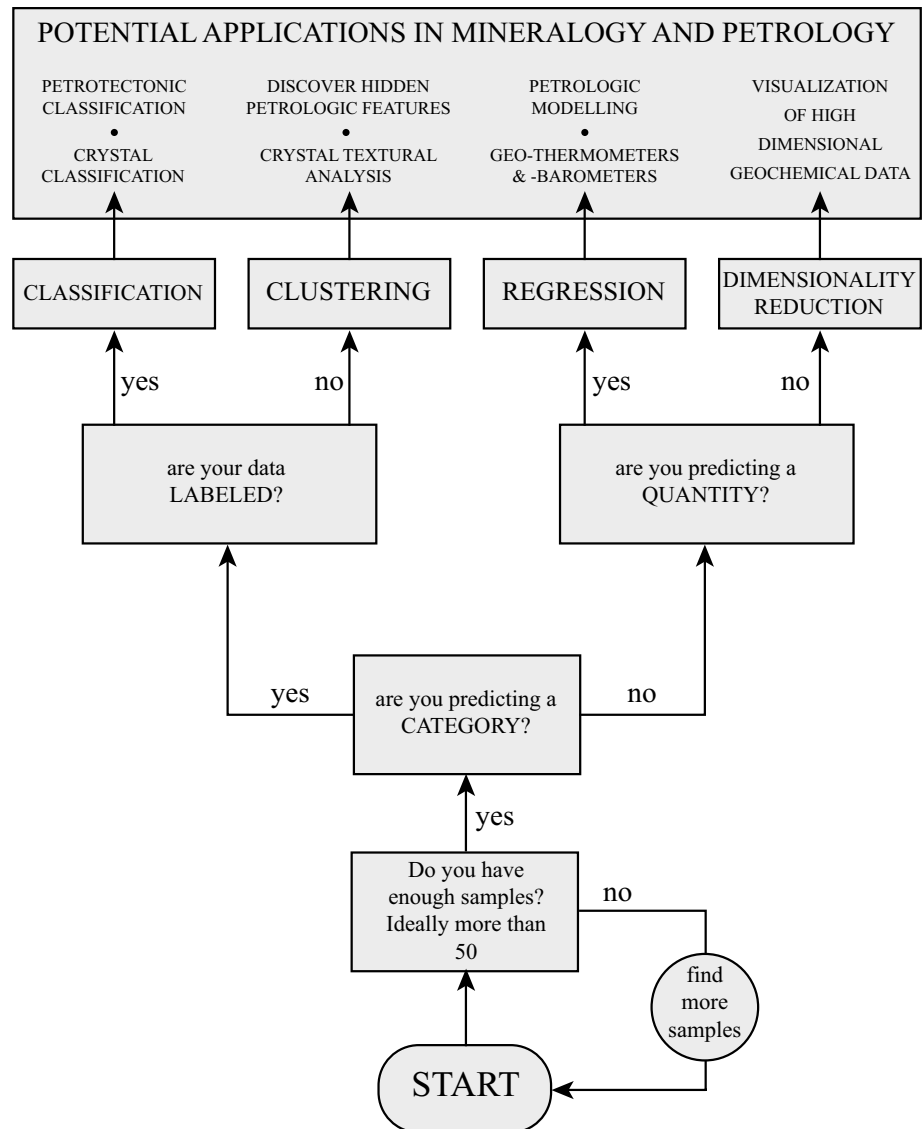 POTENTIAL APPLICATIONS IN MINERALOGY AND PETROLOGY
PETROTECTONIC
CLASSIFICATION
•
CRYSTAL
CLASSIFICATION
DISCOVER HIDDEN
PETROLOGIC FEATURES
•
CRYSTAL TEXTURAL
ANALYSIS
PETROLOGIC
MODELLING
•
GEO-THERMOMETERS
& -BAROMETERS
VISUALIZATION
OF HIGH
DIMENSIONAL
GEOCHEMICAL DATA
CLASSIFICATION
CLUSTERING
REGRESSION
DIMENSIONALITY
REDUCTION
yes
no
yes
no
are your data
LABELED?
are you predicting a
QUANTITY?
yes
are you predicting a
CATEGORY?
no
yes
Do you have
enough samples?
Ideally more than
50
no
find
more
samples
START